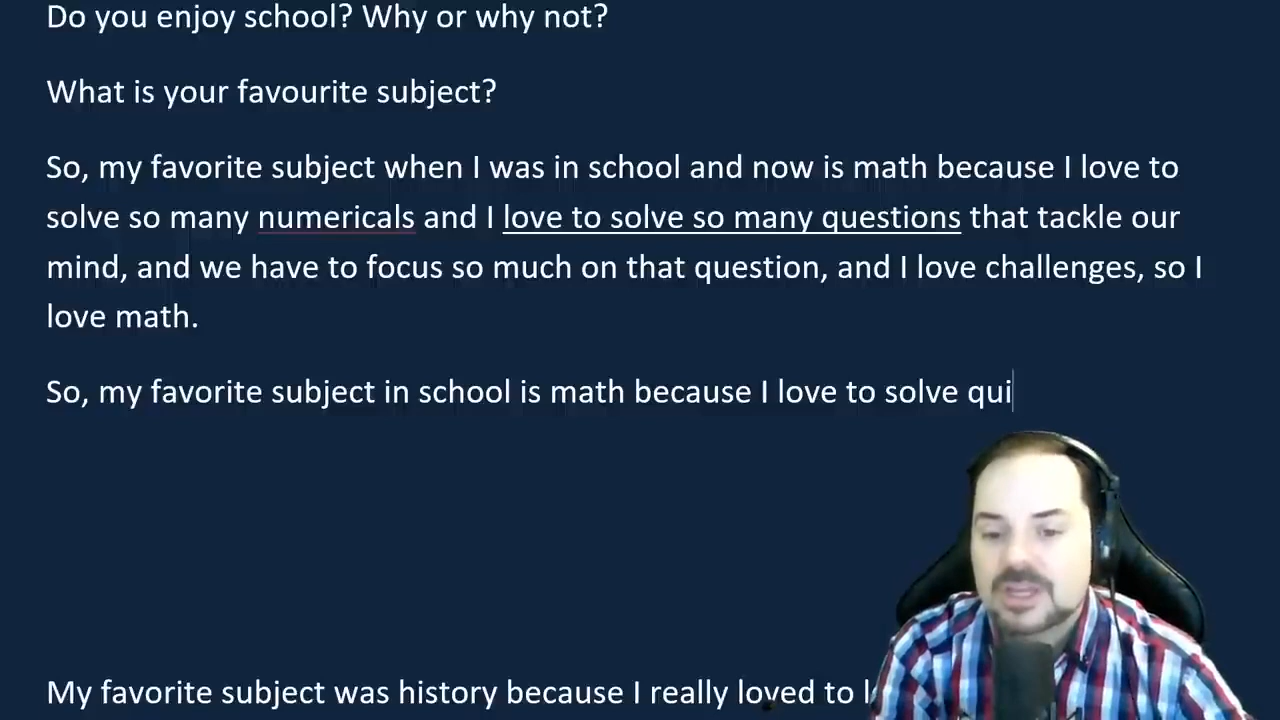 Do you enjoy school? Why or why not?
What is your favourite subject?
So, my favorite subject when I was in school and now is math because I love to
solve so many numericals and I love to solve so many questions that tackle our
mind, and we have to focus so much on that question, and I love challenges, so I
love math.
So, my favorite subject in school is math because I love to solve qui
My favorite subject was history because I really loved to